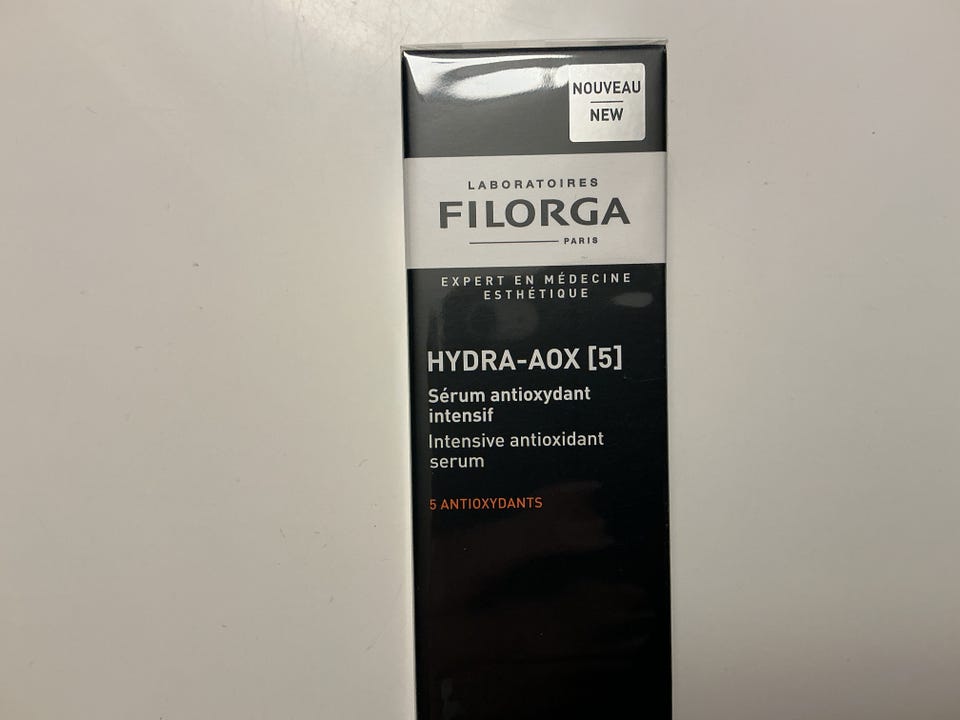 NOUVEAU
NEW
LABORATOIRES
FILORGA
PARIS
EXPERT EN MÉDECINE
ESTHÉTIQUE
HYDRA-AOX [5]
Sérum antioxydant
intensif
Intensive antioxidant
serum
5 ANTIOXYDANTS